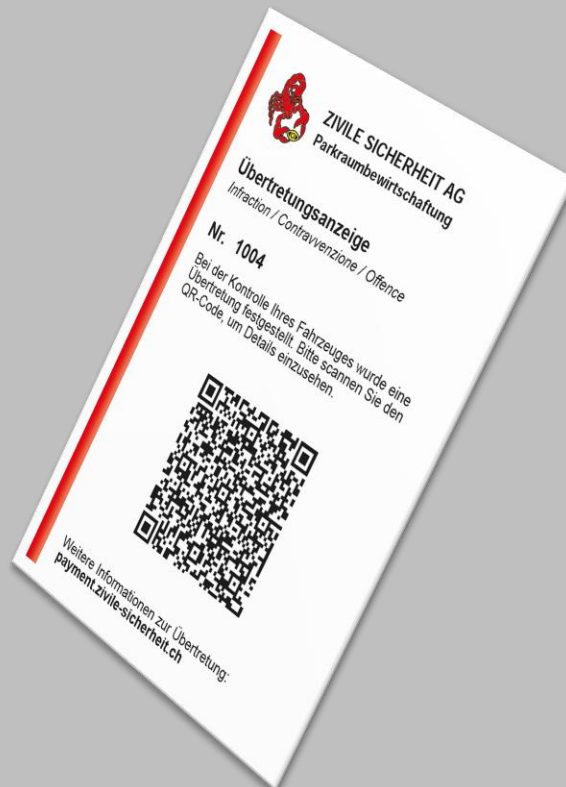 ZIVILE SICHERHEIT AG
Parkraumbewirtschaftung
Übertretungsanzeige
Infraction / Contravvenzione / Offence
Nr. 1004
Bei der Kontrolle Ihres Fahrzeuges wurde eine
Übertretung festgestellt. Bitte scannen Sie den
QR-Code, um Details einzusehen.
Weitere Informationen zur Übertretung:
payment.zivile-sicherheit.ch